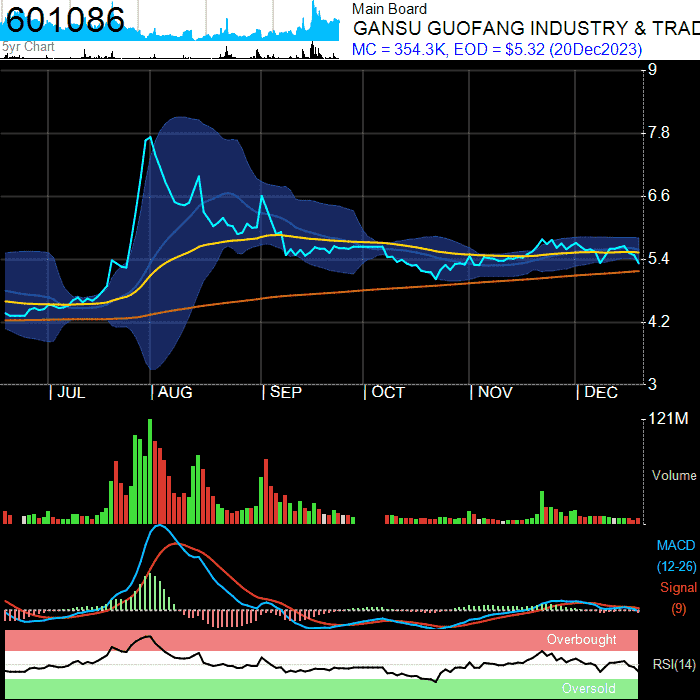 601086
5yr Chart
Main Board
GANSU GUOFANG INDUSTRY & TRAD
MC = 354.3K, EOD = $5.32 (20Dec2023)
9
7.8
6.6
5.4
4.2
3
| JUL | AUG | SEP | OCT | NOV | DEC
121M
Volume
MACD
(12-26)
Signal
(9)
Overbought
RSI(14)
Oversold